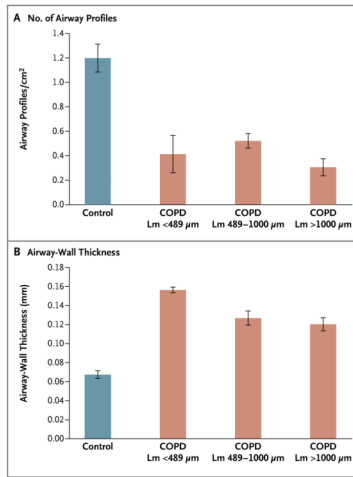 A No. of Airway Profiles
Airway Profiles/cm²
1.4
1.2
1.0
0.8
0.6
0.4
0.2
0.0
Control
COPD
Lm <489 µm
COPD
Lm 489–1000 µm
COPD
Lm >1000 µm
B Airway-Wall Thickness
Airway-Wall Thickness (mm)
0.18
0.16
0.14
0.12
0.10
0.08
0.06
0.04
0.02
0.00
Control
COPD
Lm <489 µm
COPD
Lm 489–1000 µm
COPD
Lm >1000 µm